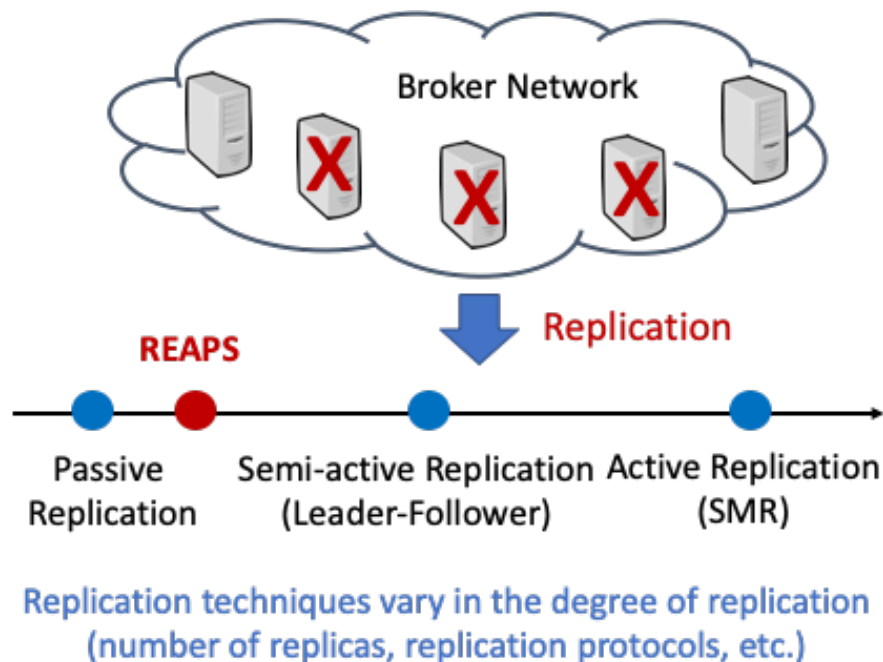 Broker Network
X
X
X
Replication
REAPS
Passive
Replication
Semi-active Replication
(Leader-Follower)
Active Replication
(SMR)
Replication techniques vary in the degree of replication
(number of replicas, replication protocols, etc.)